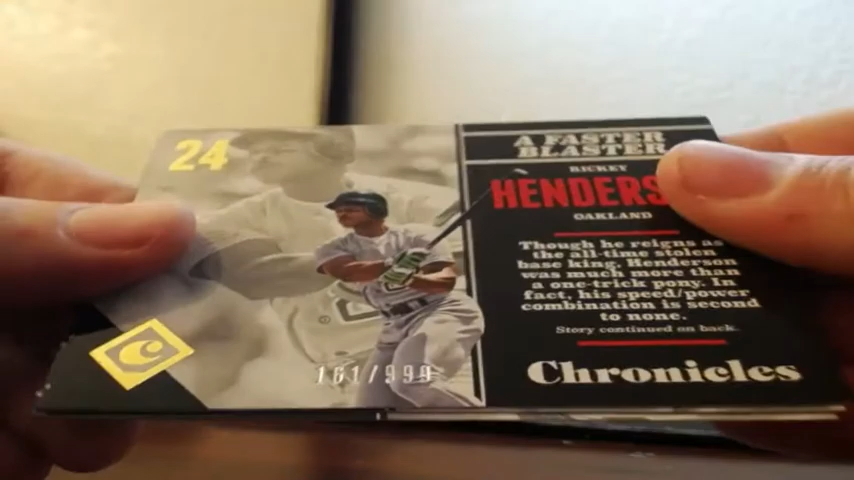 24
A FASTER
BLASTER
RICKEY
HENDERS
OAKLAND
Though he reigns as
the all-time stolen
base king, Henderson
was much more than
a one-trick pony. In
fact, his speed/power
combination is second
to none.
Story continued on back.
C
161/999
Chronicles